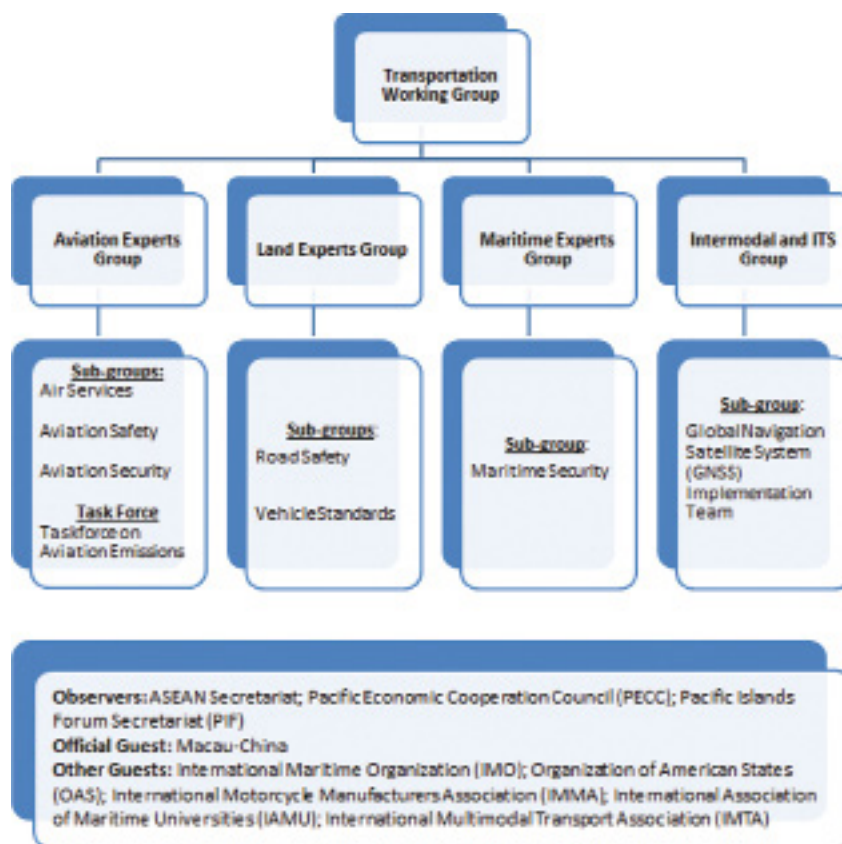 Transportation
Working Group
Aviation Experts
Group
Land Experts Group
Maritime Experts
Group
Intermodal and ITS
Group
Sub-groups:
Air Services
Aviation Safety
Aviation Security
Task Force
Taskforce on
Aviation Emissions
Sub-groups:
Road Safety
Vehicle Standards
Sub-group:
Maritime Security
Sub-group:
Global Navigation
Satellite System
(GNSS)
Implementation
Team
Observers: ASEAN Secretariat; Pacific Economic Cooperation Council (PECC); Pacific Islands
Forum Secretariat (PIF)
Official Guest: Macau-China
Other Guests: International Maritime Organization (IMO); Organization of American States
(OAS); International Motorcycle Manufacturers Association (IMMA); International Association
of Maritime Universities (IAMU); International Multimodal Transport Association (IMTA)